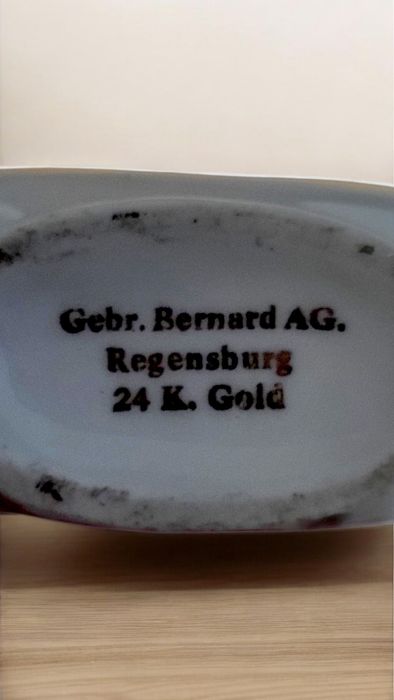 Gebr. Bernard AG.
Regensburg
24 K. Gold